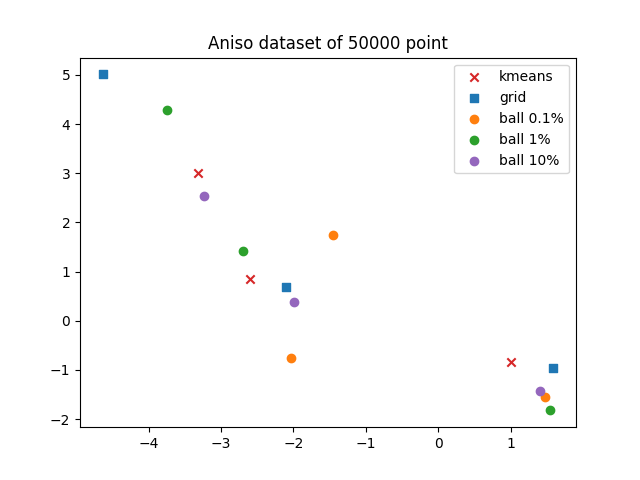 Aniso dataset of 50000 point
kmeans
grid
ball 0.1%
ball 1%
ball 10%
5
4
3
2
1
0
−1
−2
−4 −3 −2 −1 0 1